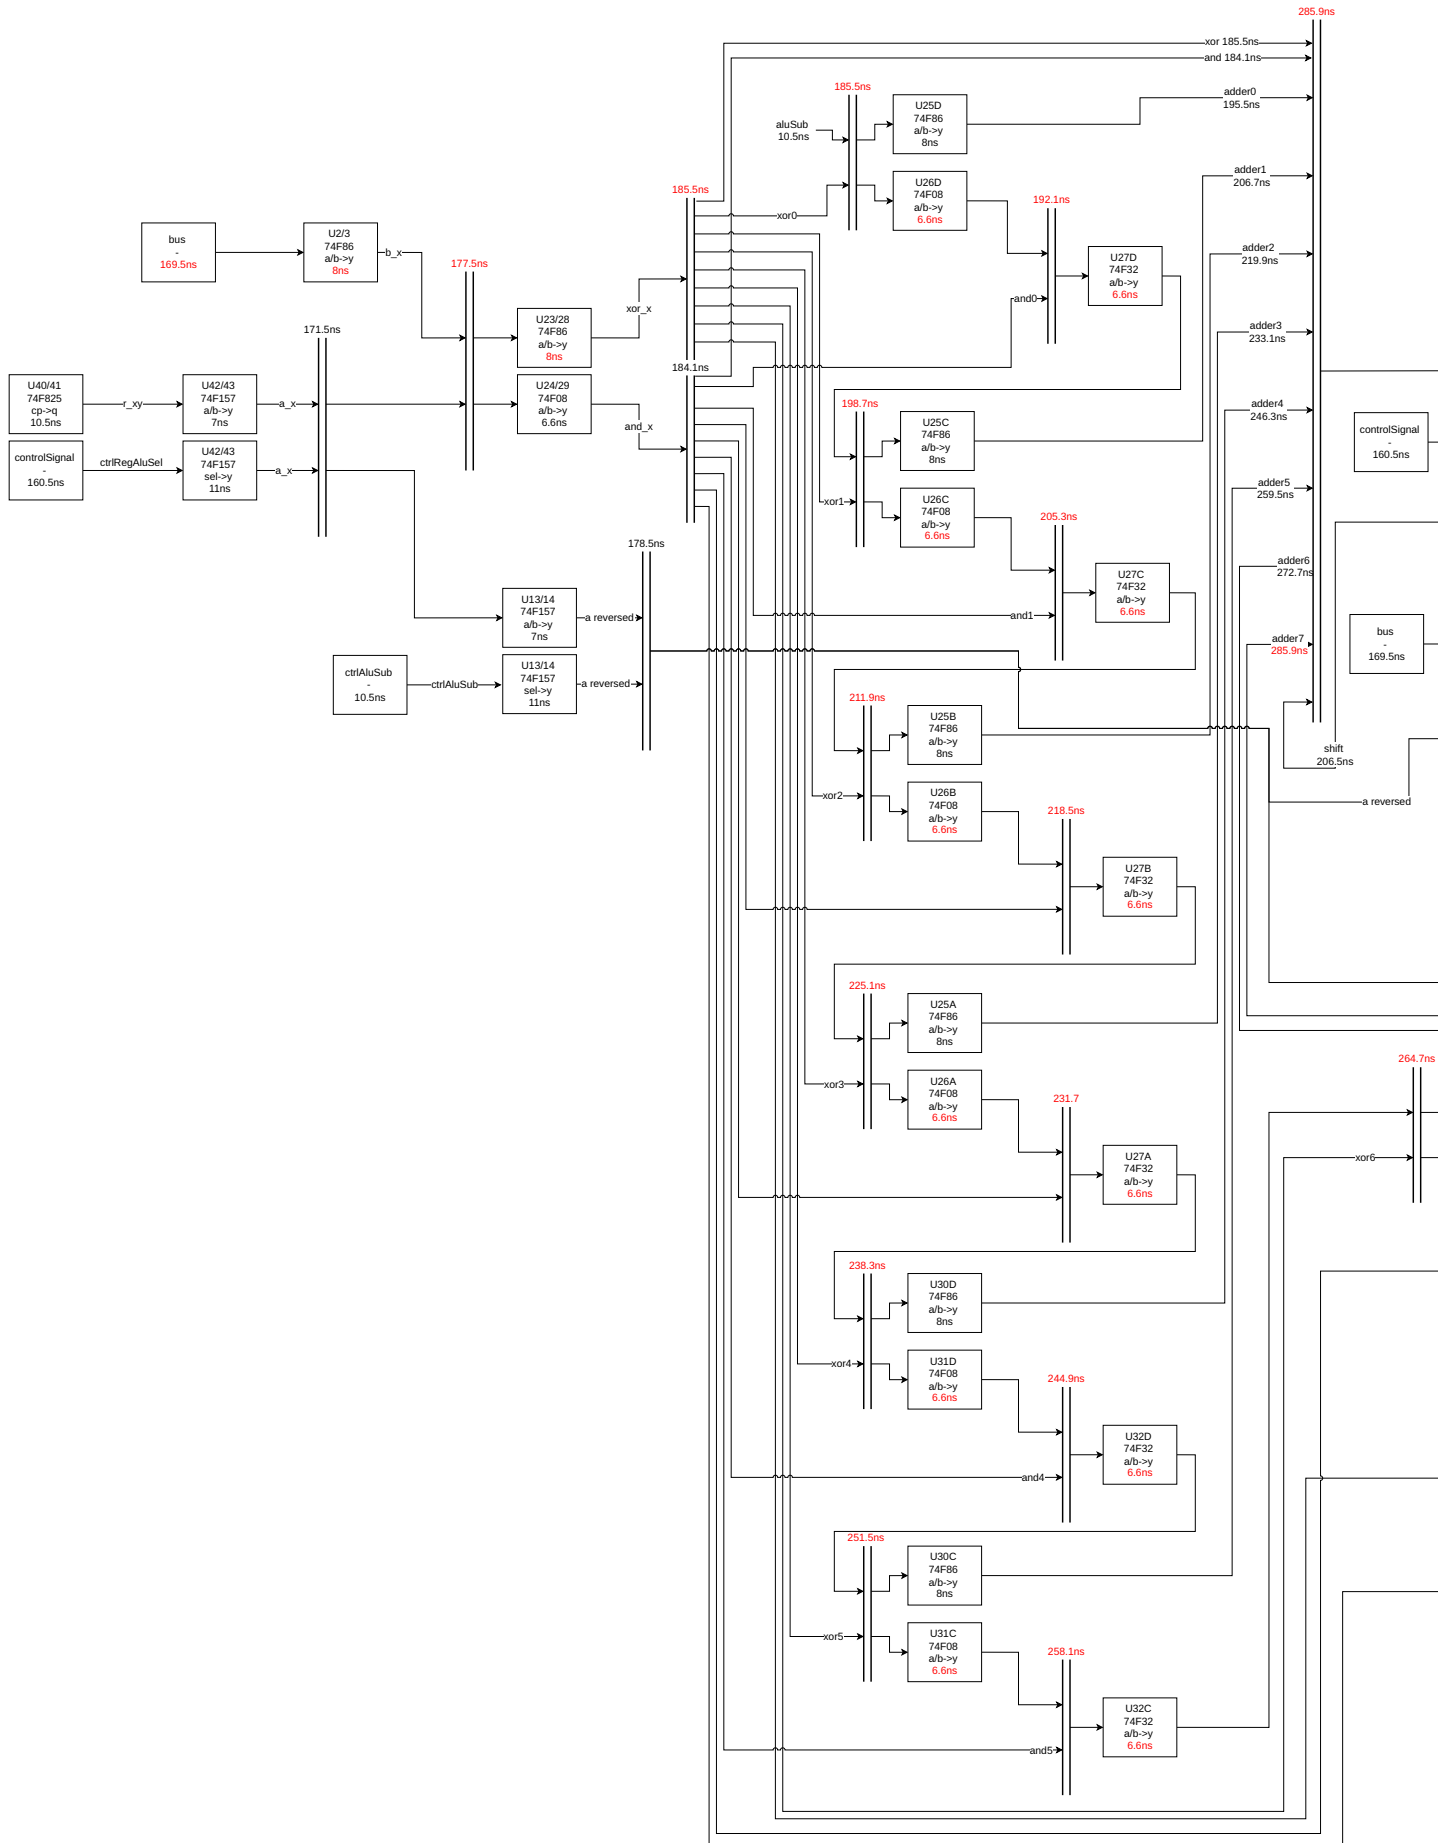 285.9ns
xor 185.5ns
and 184.1ns
185.5ns
aluSub
10.5ns
U25D
74F86
a/b->y
8ns
adder0
195.5ns
U26D
74F08
a/b->y
6.6ns
adder1
206.7ns
185.5ns
xor0
192.1ns
bus
-
169.5ns
U2/3
74F86
a/b->y
8ns
b_x
177.5ns
U27D
74F32
a/b->y
6.6ns
adder2
219.9ns
and0
xor_x
U23/28
74F86
a/b->y
8ns
171.5ns
adder3
233.1ns
184.1ns
U40/41
74F825
cp->q
10.5ns
r_xy
U42/43
74F157
a/b->y
7ns
a_x
U24/29
74F08
a/b->y
6.6ns
and_x
198.7ns
U25C
74F86
a/b->y
8ns
adder4
246.3ns
controlSignal
-
160.5ns
controlSignal
-
160.5ns
ctrlRegAluSel
U42/43
74F157
sel->y
11ns
a_x
xor1
U26C
74F08
a/b->y
6.6ns
205.3ns
adder5
259.5ns
178.5ns
adder6
272.7ns
U27C
74F32
a/b->y
6.6ns
U13/14
74F157
a/b->y
7ns
a reversed
and1
adder7
285.9ns
bus
-
169.5ns
ctrlAluSub
-
10.5ns
ctrlAluSub
U13/14
74F157
sel->y
11ns
a reversed
211.9ns
U25B
74F86
a/b->y
8ns
shift
206.5ns
xor2
U26B
74F08
a/b->y
6.6ns
218.5ns
a reversed
U27B
74F32
a/b->y
6.6ns
225.1ns
U25A
74F86
a/b->y
8ns
264.7ns
xor3
U26A
74F08
a/b->y
6.6ns
231.7
U27A
74F32
a/b->y
6.6ns
xor6
238.3ns
U30D
74F86
a/b->y
8ns
xor4
U31D
74F08
a/b->y
6.6ns
244.9ns
U32D
74F32
a/b->y
6.6ns
and4
251.5ns
U30C
74F86
a/b->y
8ns
xor5
U31C
74F08
a/b->y
6.6ns
258.1ns
U32C
74F32
a/b->y
6.6ns
and5